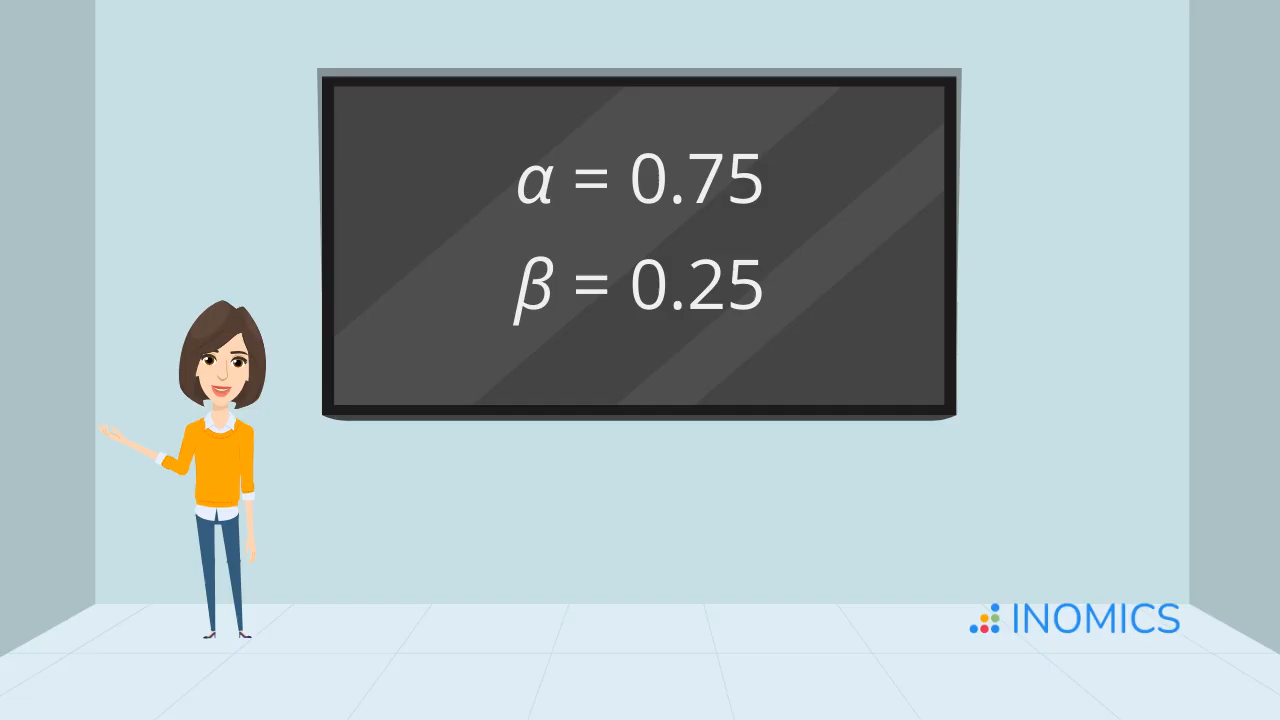 α = 0.75
β = 0.25
INOMICS